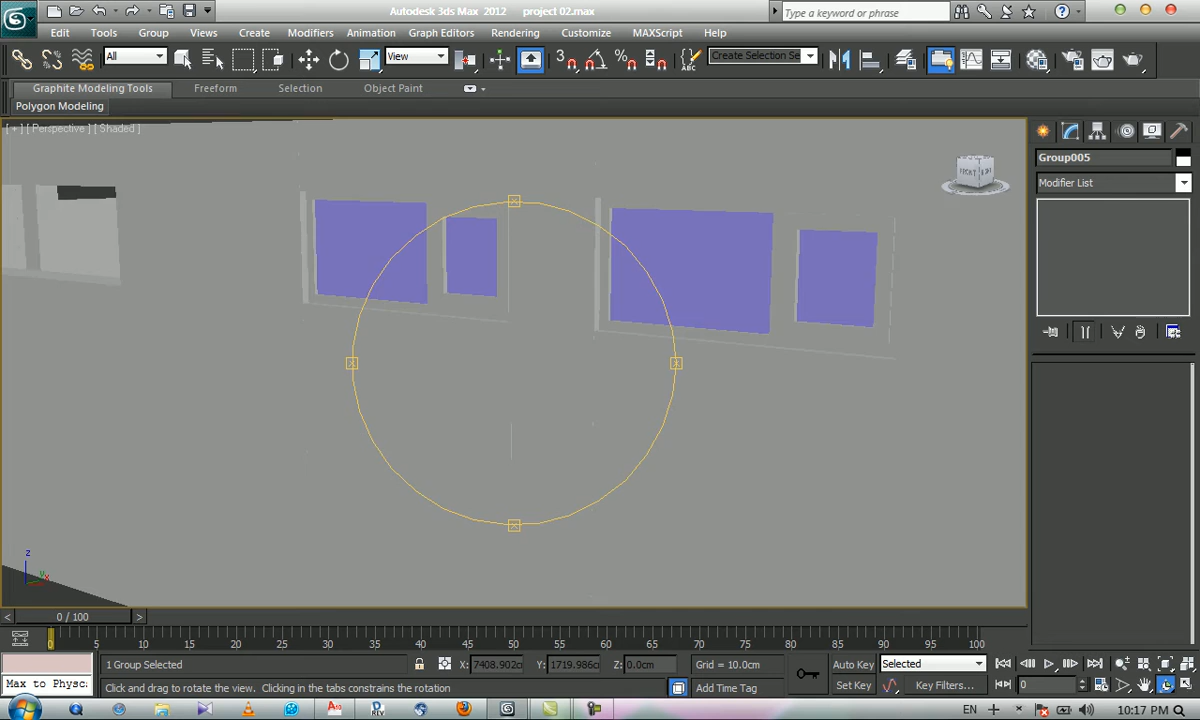 Autodesk 3ds Max 2012 project 02.max
Type a keyword or phrase
Edit Tools Group Views Create Modifiers Animation Graph Editors Rendering Customize MAXScript Help
All View Create Selection Se
Graphite Modeling Tools Freeform Selection Object Paint
Polygon Modeling
[ + ] [ Perspective ] [ Shaded ]
Group005
Modifier List
z
x
0 / 100
0 5 10 15 20 25 30 35 40 45 50 55 60 65 70 75 80 85 90 95 100
1 Group Selected X: 7408.902c Y: 1719.986c Z: 0.0cm Grid = 10.0cm Auto Key Selected
Max to Physc Click and drag to rotate the view. Clicking in the tabs constrains the rotation Add Time Tag Set Key Key Filters... 0
EN 10:17 PM